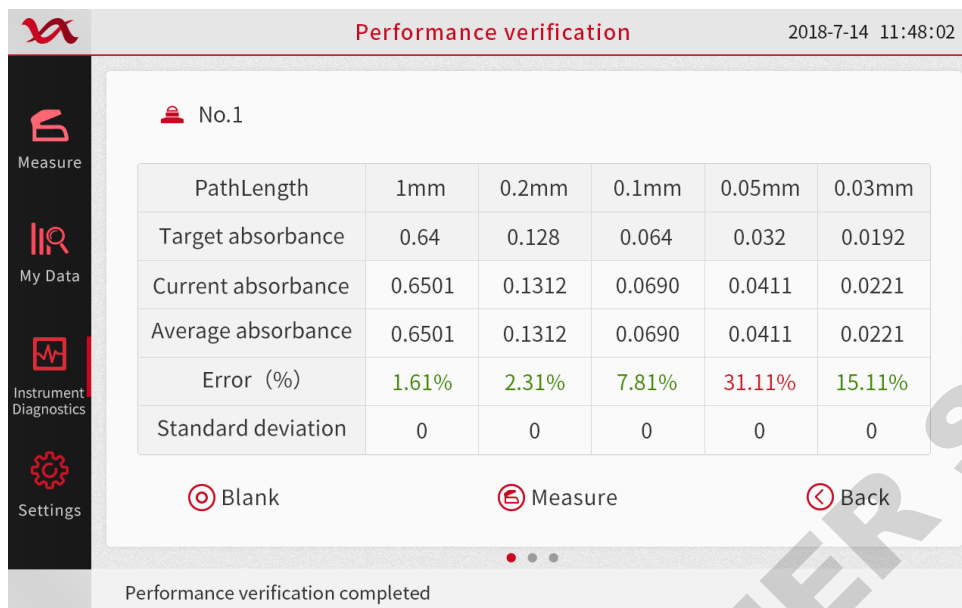 Performance verification 2018-7-14 11:48:02
No.1
Measure
My Data
Instrument
Diagnostics
Settings
PathLength 1mm 0.2mm 0.1mm 0.05mm 0.03mm
Target absorbance 0.64 0.128 0.064 0.032 0.0192
Current absorbance 0.6501 0.1312 0.0690 0.0411 0.0221
Average absorbance 0.6501 0.1312 0.0690 0.0411 0.0221
Error（%） 1.61% 2.31% 7.81% 31.11% 15.11%
Standard deviation 0 0 0 0 0
Blank Measure Back
Performance verification completed